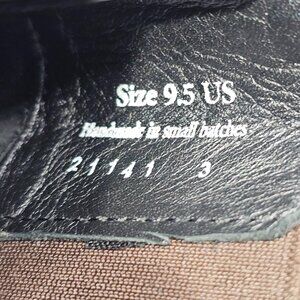 Size 9.5 US
Handmade in small batches
21141 3